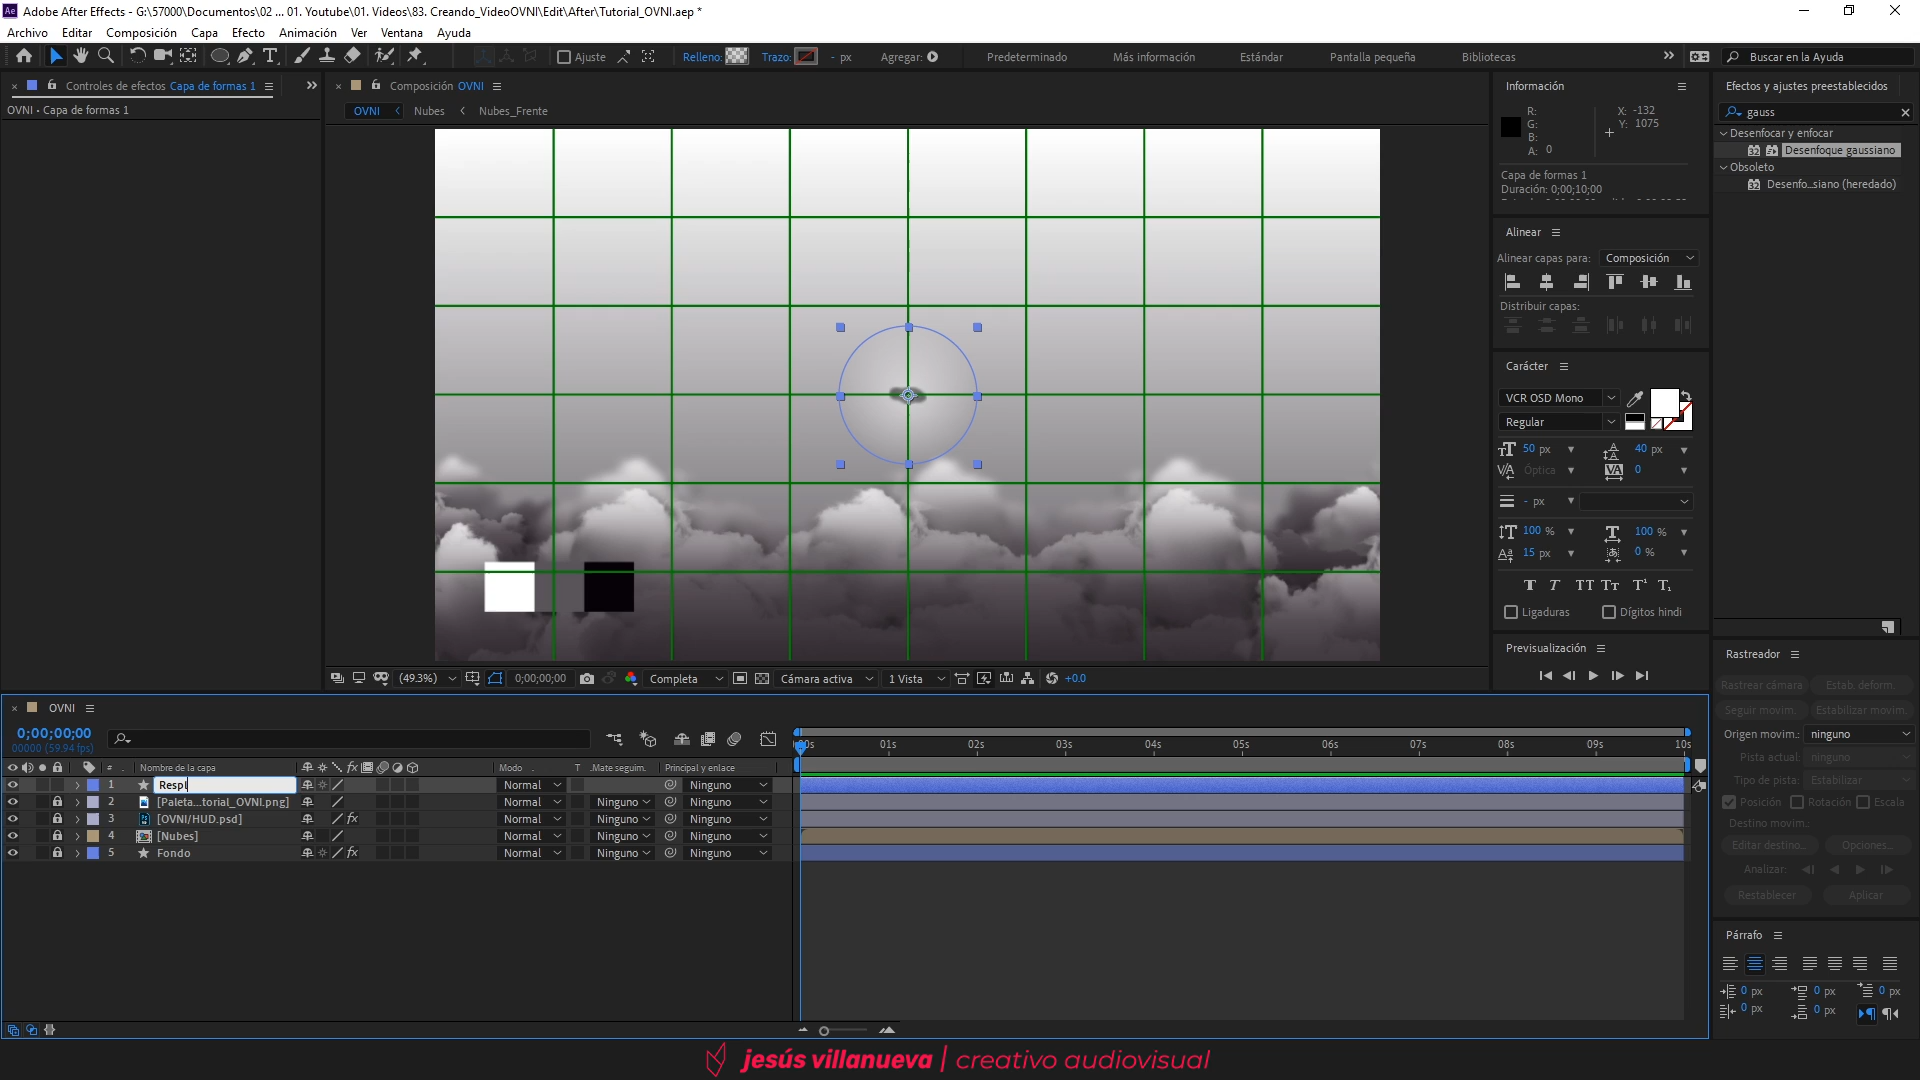 Adobe After Effects - G:\57000\Documentos\02 ... 01. Youtube\01. Videos\83. Creando_VideoOVNI\Edit\After\Tutorial_OVNI.aep *
Archivo Editar Composición Capa Efecto Animación Ver Ventana Ayuda
Ajuste Relleno: Trazo: - px Agregar: Predeterminado Más información Estándar Pantalla pequeña Bibliotecas Buscar en la Ayuda
Controles de efectos Capa de formas 1
OVNI • Capa de formas 1
Composición OVNI
OVNI Nubes Nubes_Frente
Información
R:
G:
B:
A: 0
X: -132
Y: 1075
Capa de formas 1
Duración: 0;00;10;00
Efectos y ajustes preestablecidos
gauss
Desenfocar y enfocar
Desenfoque gaussiano
Obsoleto
Desenfo...siano (heredado)
Alinear
Alinear capas para: Composición
Distribuir capas:
Carácter
VCR OSD Mono
Regular
50 px 40 px
Óptica 0
- px
100 % 100 %
15 px 0 %
Ligaduras Dígitos hindi
Previsualización
(49.3%) 0;00;00;00 Completa Cámara activa 1 Vista +0.0
Rastreador
Rastrear cámara Estab. deform.
Seguir movim. Estabilizar movim.
Origen movim.: ninguno
Pista actual: ninguno
Tipo de pista: Estabilizar
Posición Rotación Escala
Destino movim.:
Editar destino... Opciones...
Analizar:
Restablecer Aplicar
Párrafo
0 px 0 px 0 px
0 px 0 px
OVNI
0;00;00;00
00000 (59.94 fps)
00s 01s 02s 03s 04s 05s 06s 07s 08s 09s 10s
# Nombre de la capa Modo T .Mate seguim. Principal y enlace
1 Respl Normal Ninguno
2 [Paleta...torial_OVNI.png] Normal Ninguno Ninguno
3 [OVNI/HUD.psd] Normal Ninguno Ninguno
4 [Nubes] Normal Ninguno Ninguno
5 Fondo Normal Ninguno Ninguno
jesús villanueva | creativo audiovisual